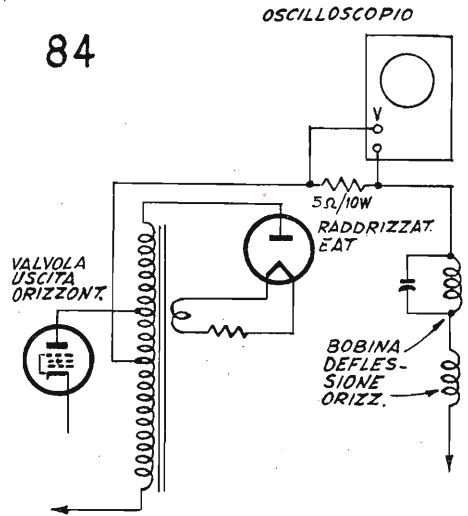 OSCILLOSCOPIO
84
V
5Ω/10W
RADDRIZZAT.
EAT
VALVOLA
USCITA
ORIZZONT.
BOBINA
DEFLES-
SIONE
ORIZZ.